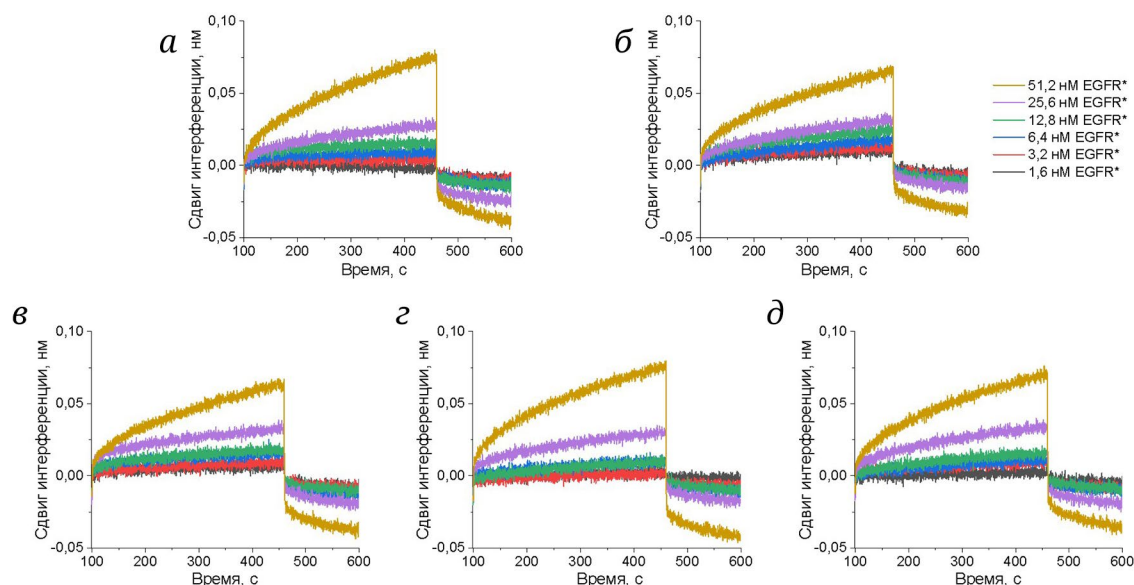 а
0,10
0,05
0,00
-0,05
Сдвиг интерференции, нм
100 200 300 400 500 600
Время, с
б
0,10
0,05
0,00
-0,05
Сдвиг интерференции, нм
100 200 300 400 500 600
Время, с
51,2 нМ EGFR*
25,6 нМ EGFR*
12,8 нМ EGFR*
6,4 нМ EGFR*
3,2 нМ EGFR*
1,6 нМ EGFR*
в
0,10
0,05
0,00
-0,05
Сдвиг интерференции, нм
100 200 300 400 500 600
Время, с
г
0,10
0,05
0,00
-0,05
Сдвиг интерференции, нм
100 200 300 400 500 600
Время, с
д
0,10
0,05
0,00
-0,05
Сдвиг интерференции, нм
100 200 300 400 500 600
Время, с